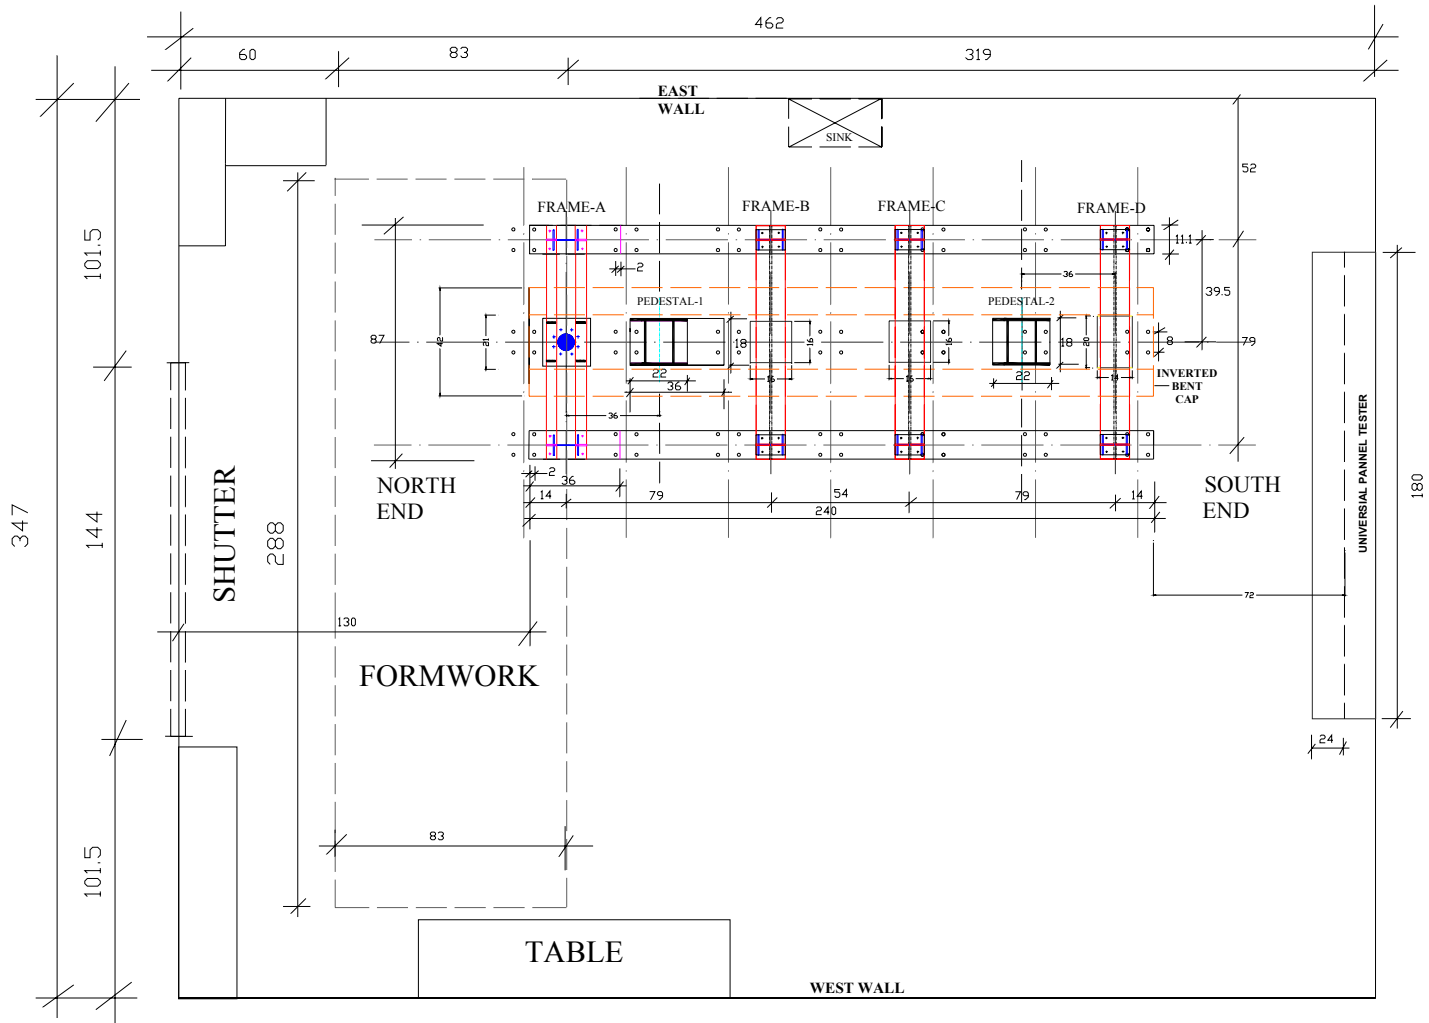 462
60
83
319
EAST
WALL
SINK
52
FRAME-A
FRAME-B
FRAME-C
FRAME-D
101.5
11.1
2
36
39.5
PEDESTAL-1
PEDESTAL-2
87
42
21
18
16
16
18
20
8
79
22
36
16
16
22
14
INVERTED
BENT
CAP
36
2
36
14
79
54
79
14
240
NORTH
END
SOUTH
END
UNIVERSIAL PANNEL TESTER
180
SHUTTER
347
144
288
72
130
FORMWORK
24
83
101.5
TABLE
WEST WALL